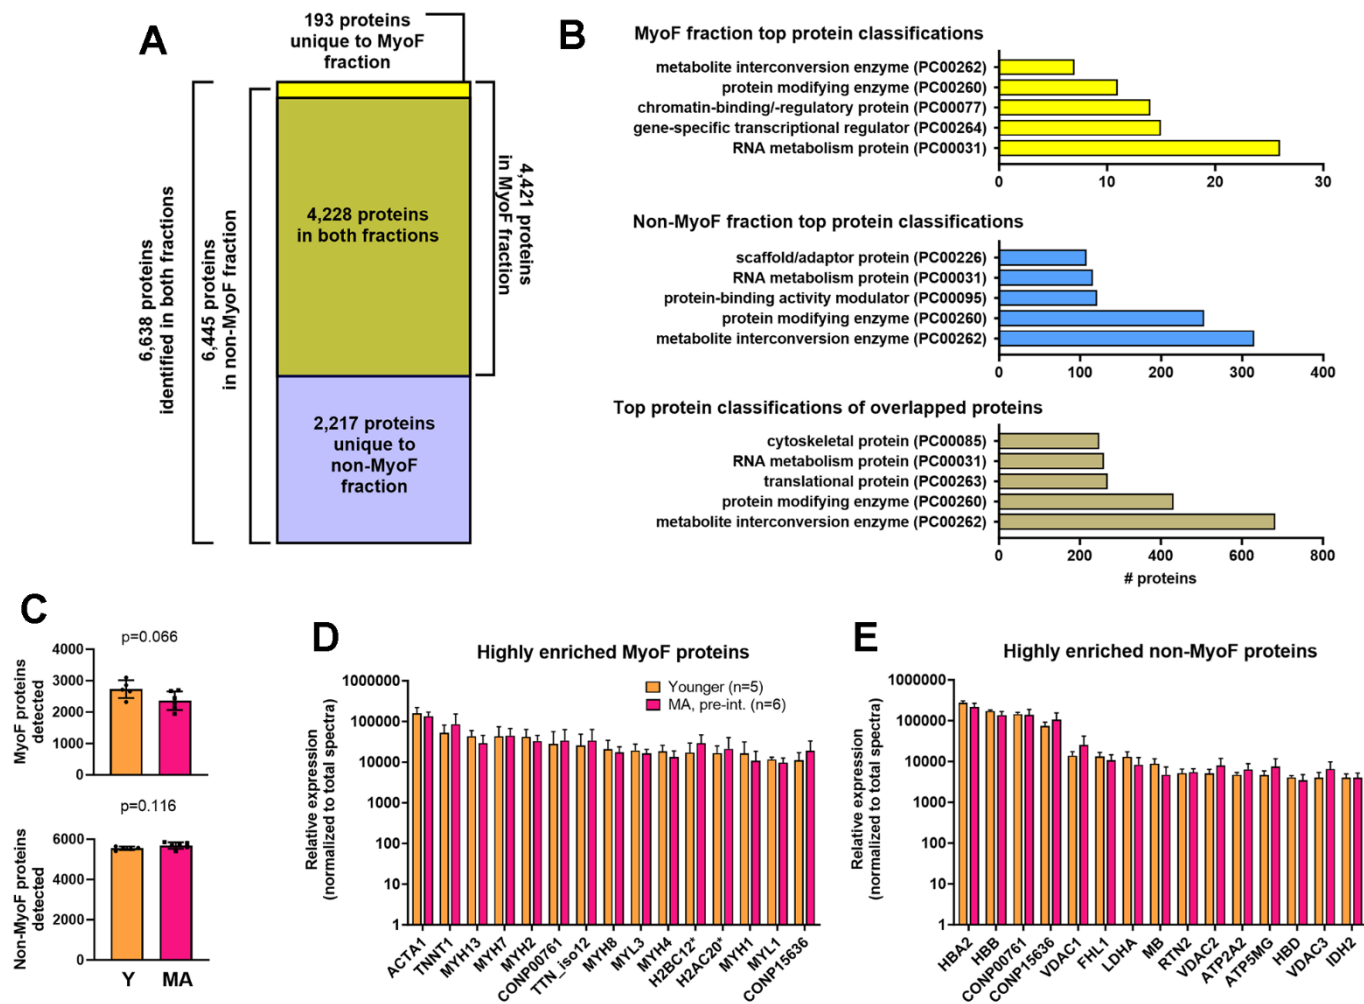 A
193 proteins
unique to MyoF
fraction
6,638 proteins
identified in both fractions
6,445 proteins
in non-MyoF fraction
4,228 proteins
in both fractions
4,421 proteins
in MyoF fraction
2,217 proteins
unique to
non-MyoF
fraction
B
MyoF fraction top protein classifications
metabolite interconversion enzyme (PC00262)
protein modifying enzyme (PC00260)
chromatin-binding/-regulatory protein (PC00077)
gene-specific transcriptional regulator (PC00264)
RNA metabolism protein (PC00031)
0 10 20 30
Non-MyoF fraction top protein classifications
scaffold/adaptor protein (PC00226)
RNA metabolism protein (PC00031)
protein-binding activity modulator (PC00095)
protein modifying enzyme (PC00260)
metabolite interconversion enzyme (PC00262)
0 100 200 300 400
Top protein classifications of overlapped proteins
cytoskeletal protein (PC00085)
RNA metabolism protein (PC00031)
translational protein (PC00263)
protein modifying enzyme (PC00260)
metabolite interconversion enzyme (PC00262)
0 200 400 600 800
# proteins
C
p=0.066
MyoF proteins
detected
4000
3000
2000
1000
0
p=0.116
Non-MyoF proteins
detected
6000
4000
2000
0
Y MA
D
Highly enriched MyoF proteins
Younger (n=5)
MA, pre-int. (n=6)
Relative expression
(normalized to total spectra)
1000000
100000
10000
1000
100
10
1
ACTA1
TNNT1
MYH13
MYH7
MYH2
CONP00761
TTN_iso12
MYH8
MYL3
MYH4
H2BC12*
H2AC20*
MYH1
MYL1
CONP15636
E
Highly enriched non-MyoF proteins
Relative expression
(normalized to total spectra)
1000000
100000
10000
1000
100
10
1
HBA2
HBB
CONP00761
CONP15636
VDAC1
FHL1
LDHA
MB
RTN2
VDAC2
ATP2A2
ATP5MG
HBD
VDAC3
IDH2